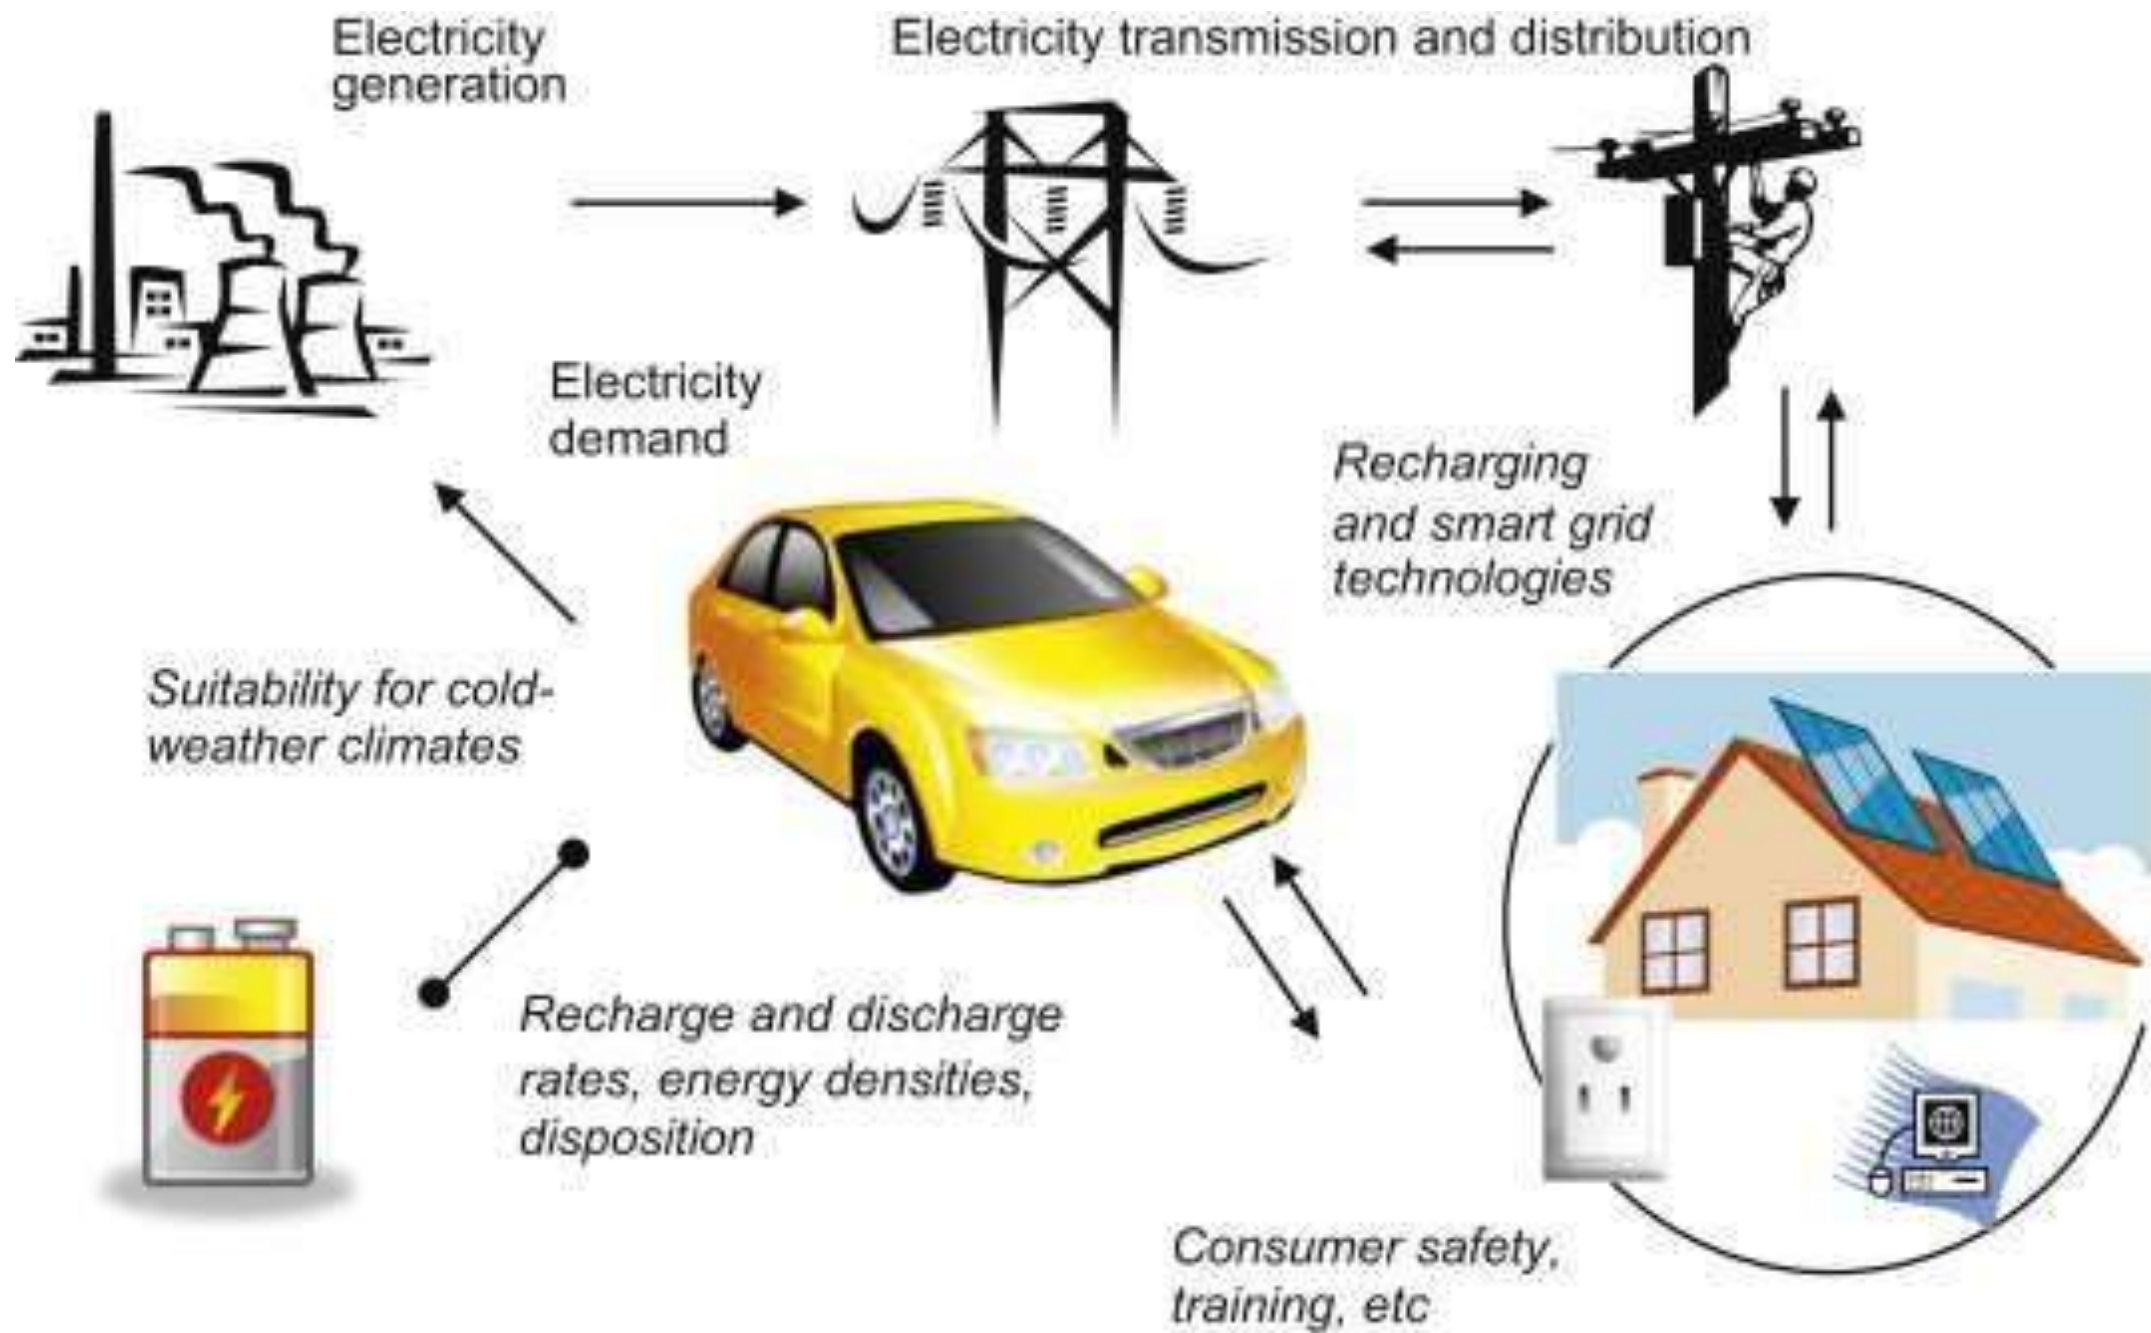 Electricity
generation
Electricity transmission and distribution
Electricity
demand
Recharging
and smart grid
technologies
Suitability for cold-
weather climates
Recharge and discharge
rates, energy densities,
disposition
Consumer safety,
training, etc